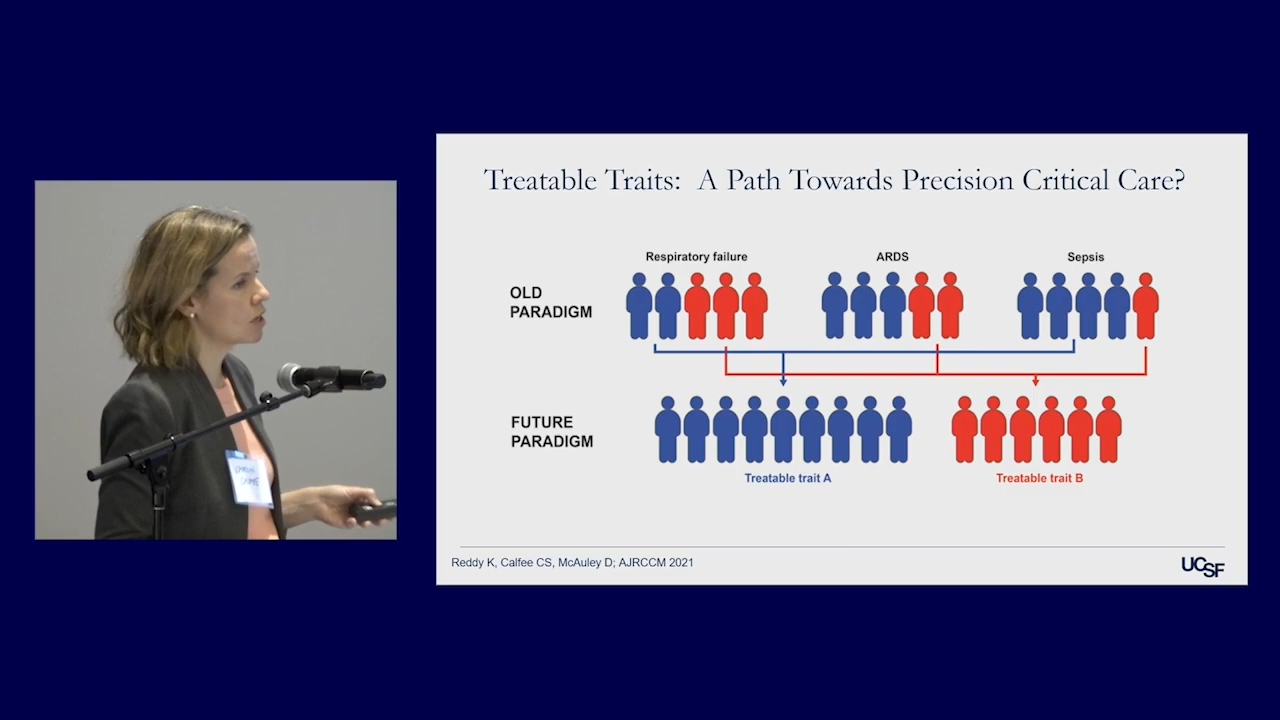 Treatable Traits:  A Path Towards Precision Critical Care?
Respiratory failure
ARDS
Sepsis
OLD
PARADIGM
FUTURE
PARADIGM
Treatable trait A
Treatable trait B
Reddy K, Calfee CS, McAuley D; AJRCCM 2021
UCSF